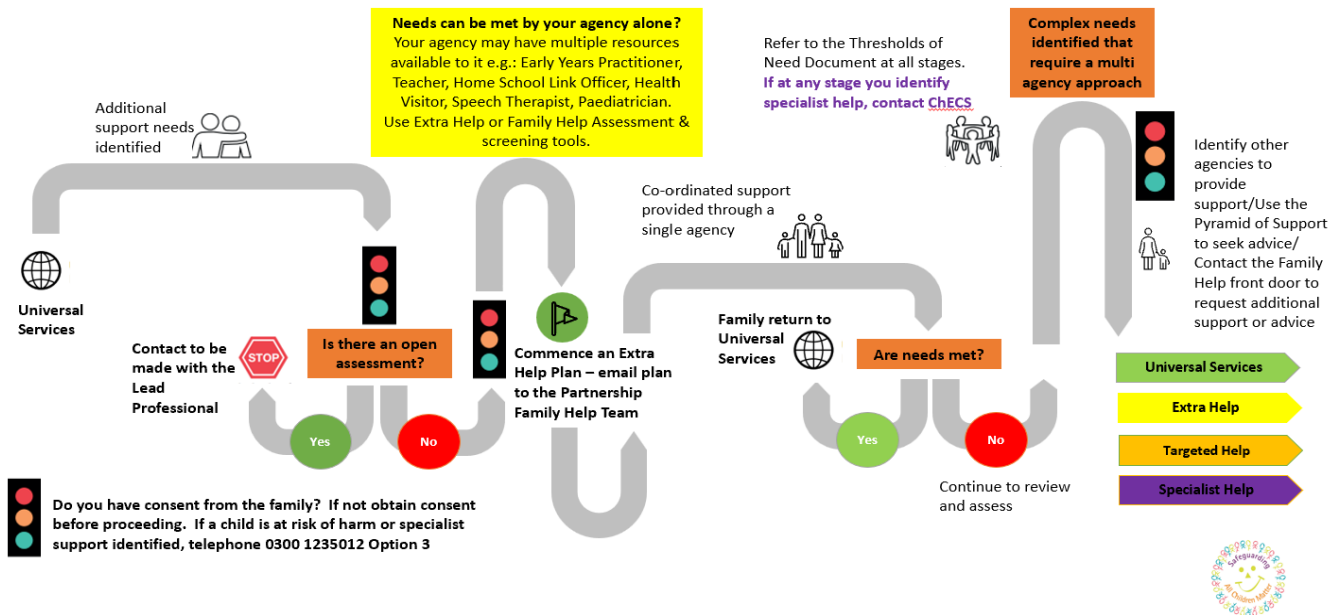 Additional
support needs
identified
Universal
Services
Needs can be met by your agency alone?
Your agency may have multiple resources
available to it e.g.: Early Years Practitioner,
Teacher, Home School Link Officer, Health
Visitor, Speech Therapist, Paediatrician.
Use Extra Help or Family Help Assessment &
screening tools.
Contact to be
made with the
Lead
Professional
STOP
Is there an open
assessment?
Yes
No
Commence an Extra
Help Plan – email plan
to the Partnership
Family Help Team
Co-ordinated support
provided through a
single agency
Family return to
Universal
Services
Are needs met?
Yes
No
Continue to review
and assess
Refer to the Thresholds of
Need Document at all stages.
If at any stage you identify
specialist help, contact ChECS
Complex needs
identified that
require a multi
agency approach
Identify other
agencies to
provide
support/Use the
Pyramid of Support
to seek advice/
Contact the Family
Help front door to
request additional
support or advice
Universal Services
Extra Help
Targeted Help
Specialist Help
Do you have consent from the family? If not obtain consent
before proceeding. If a child is at risk of harm or specialist
support identified, telephone 0300 1235012 Option 3
Safeguarding
All Children Matter